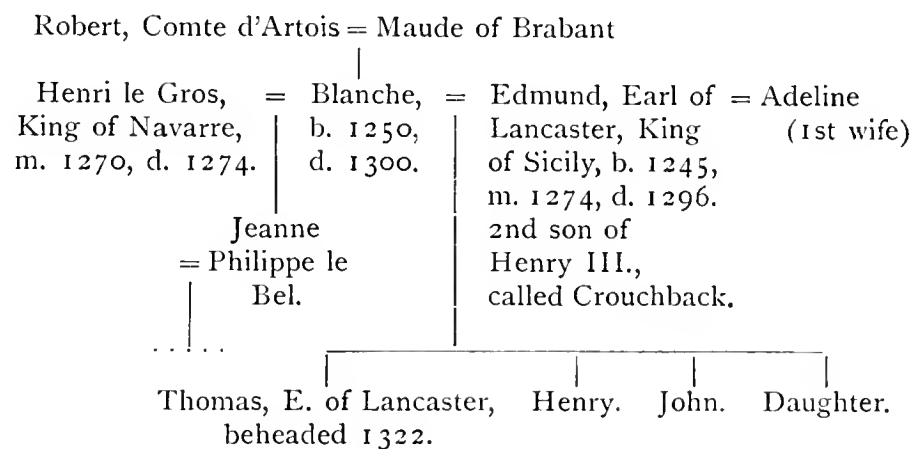 Robert, Comte d'Artois = Maude of Brabant
Henri le Gros, = Blanche, = Edmund, Earl of = Adeline
King of Navarre, b. 1250, Lancaster, King (1st wife)
m. 1270, d. 1274. d. 1300. of Sicily, b. 1245,
m. 1274, d. 1296.
Jeanne 2nd son of
= Philippe le Henry III.,
Bel. called Crouchback.
. . . . .
Thomas, E. of Lancaster, Henry. John. Daughter.
beheaded 1322.